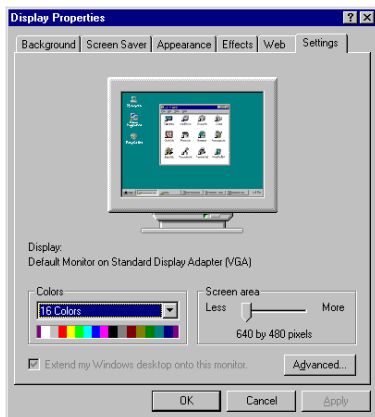 Display Properties
Background Screen Saver Appearance Effects Web Settings
Display:
Default Monitor on Standard Display Adapter (VGA)
Colors
16 Colors
Screen area
Less More
640 by 480 pixels
Extend my Windows desktop onto this monitor.
Advanced...
OK Cancel Apply